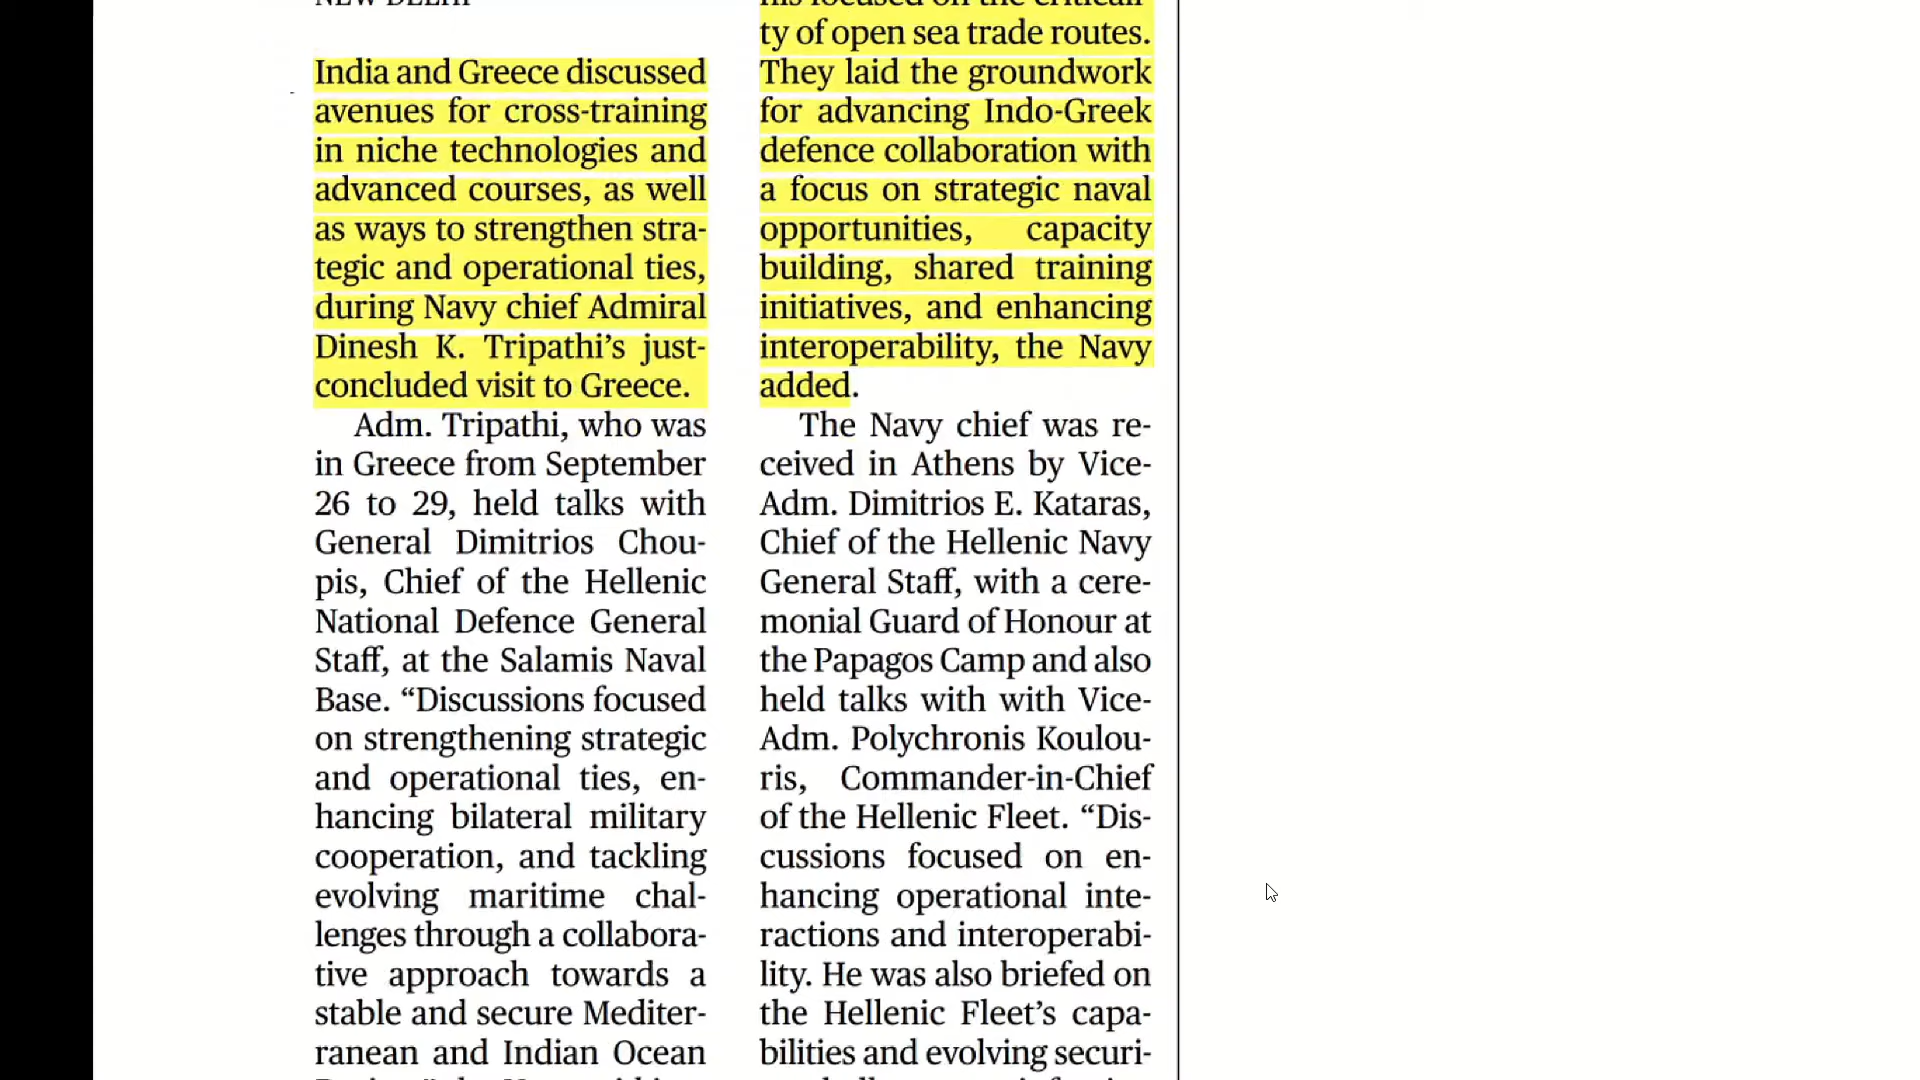 NEW DELHI
India and Greece discussed
avenues for cross-training
in niche technologies and
advanced courses, as well
as ways to strengthen stra-
tegic and operational ties,
during Navy chief Admiral
Dinesh K. Tripathi’s just-
concluded visit to Greece.
Adm. Tripathi, who was
in Greece from September
26 to 29, held talks with
General Dimitrios Chou-
pis, Chief of the Hellenic
National Defence General
Staff, at the Salamis Naval
Base. “Discussions focused
on strengthening strategic
and operational ties, en-
hancing bilateral military
cooperation, and tackling
evolving maritime chal-
lenges through a collabora-
tive approach towards a
stable and secure Mediter-
ranean and Indian Ocean
focused on the criticali-
ty of open sea trade routes.
They laid the groundwork
for advancing Indo-Greek
defence collaboration with
a focus on strategic naval
opportunities, capacity
building, shared training
initiatives, and enhancing
interoperability, the Navy
added.
The Navy chief was re-
ceived in Athens by Vice-
Adm. Dimitrios E. Kataras,
Chief of the Hellenic Navy
General Staff, with a cere-
monial Guard of Honour at
the Papagos Camp and also
held talks with with Vice-
Adm. Polychronis Koulou-
ris, Commander-in-Chief
of the Hellenic Fleet. “Dis-
cussions focused on en-
hancing operational inte-
ractions and interoperabi-
lity. He was also briefed on
the Hellenic Fleet’s capa-
bilities and evolving securi-